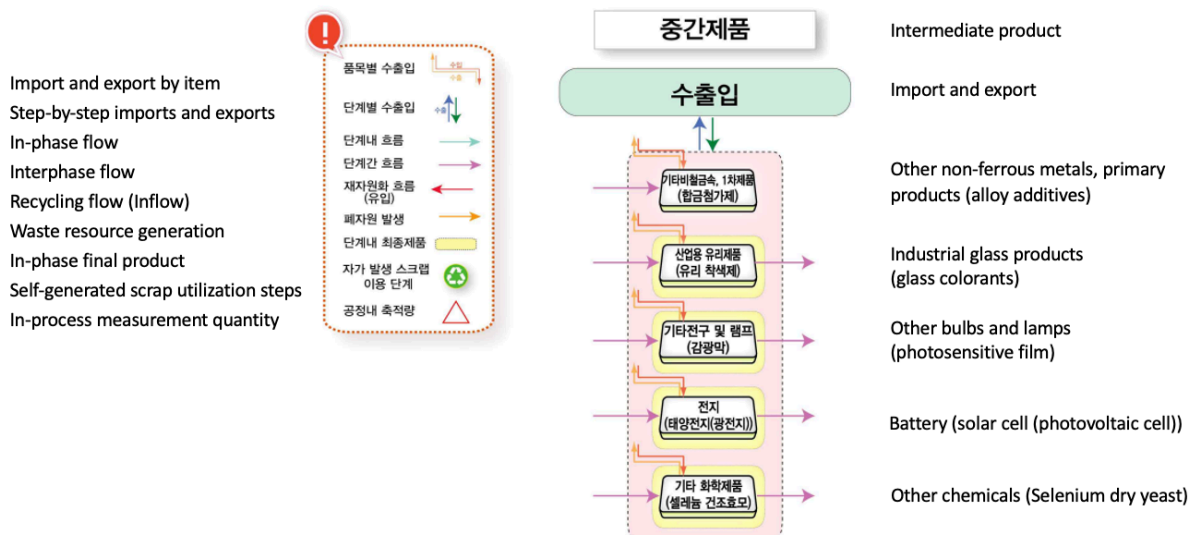 Import and export by item
Step-by-step imports and exports
In-phase flow
Interphase flow
Recycling flow (Inflow)
Waste resource generation
In-phase final product
Self-generated scrap utilization steps
In-process measurement quantity
!
품목별 수출입
수입
수출
단계별 수출입
수출
단계내 흐름
단계간 흐름
재자원화 흐름
(유입)
폐자원 발생
단계내 최종제품
자가 발생 스크랩
이용 단계
공정내 축적량
중간제품
수출입
기타비철금속, 1차제품
(합금첨가제)
산업용 유리제품
(유리 착색제)
기타전구 및 램프
(감광막)
전지
(태양전지(광전지))
기타 화학제품
(셀레늄 건조효모)
Intermediate product
Import and export
Other non-ferrous metals, primary
products (alloy additives)
Industrial glass products
(glass colorants)
Other bulbs and lamps
(photosensitive film)
Battery (solar cell (photovoltaic cell))
Other chemicals (Selenium dry yeast)